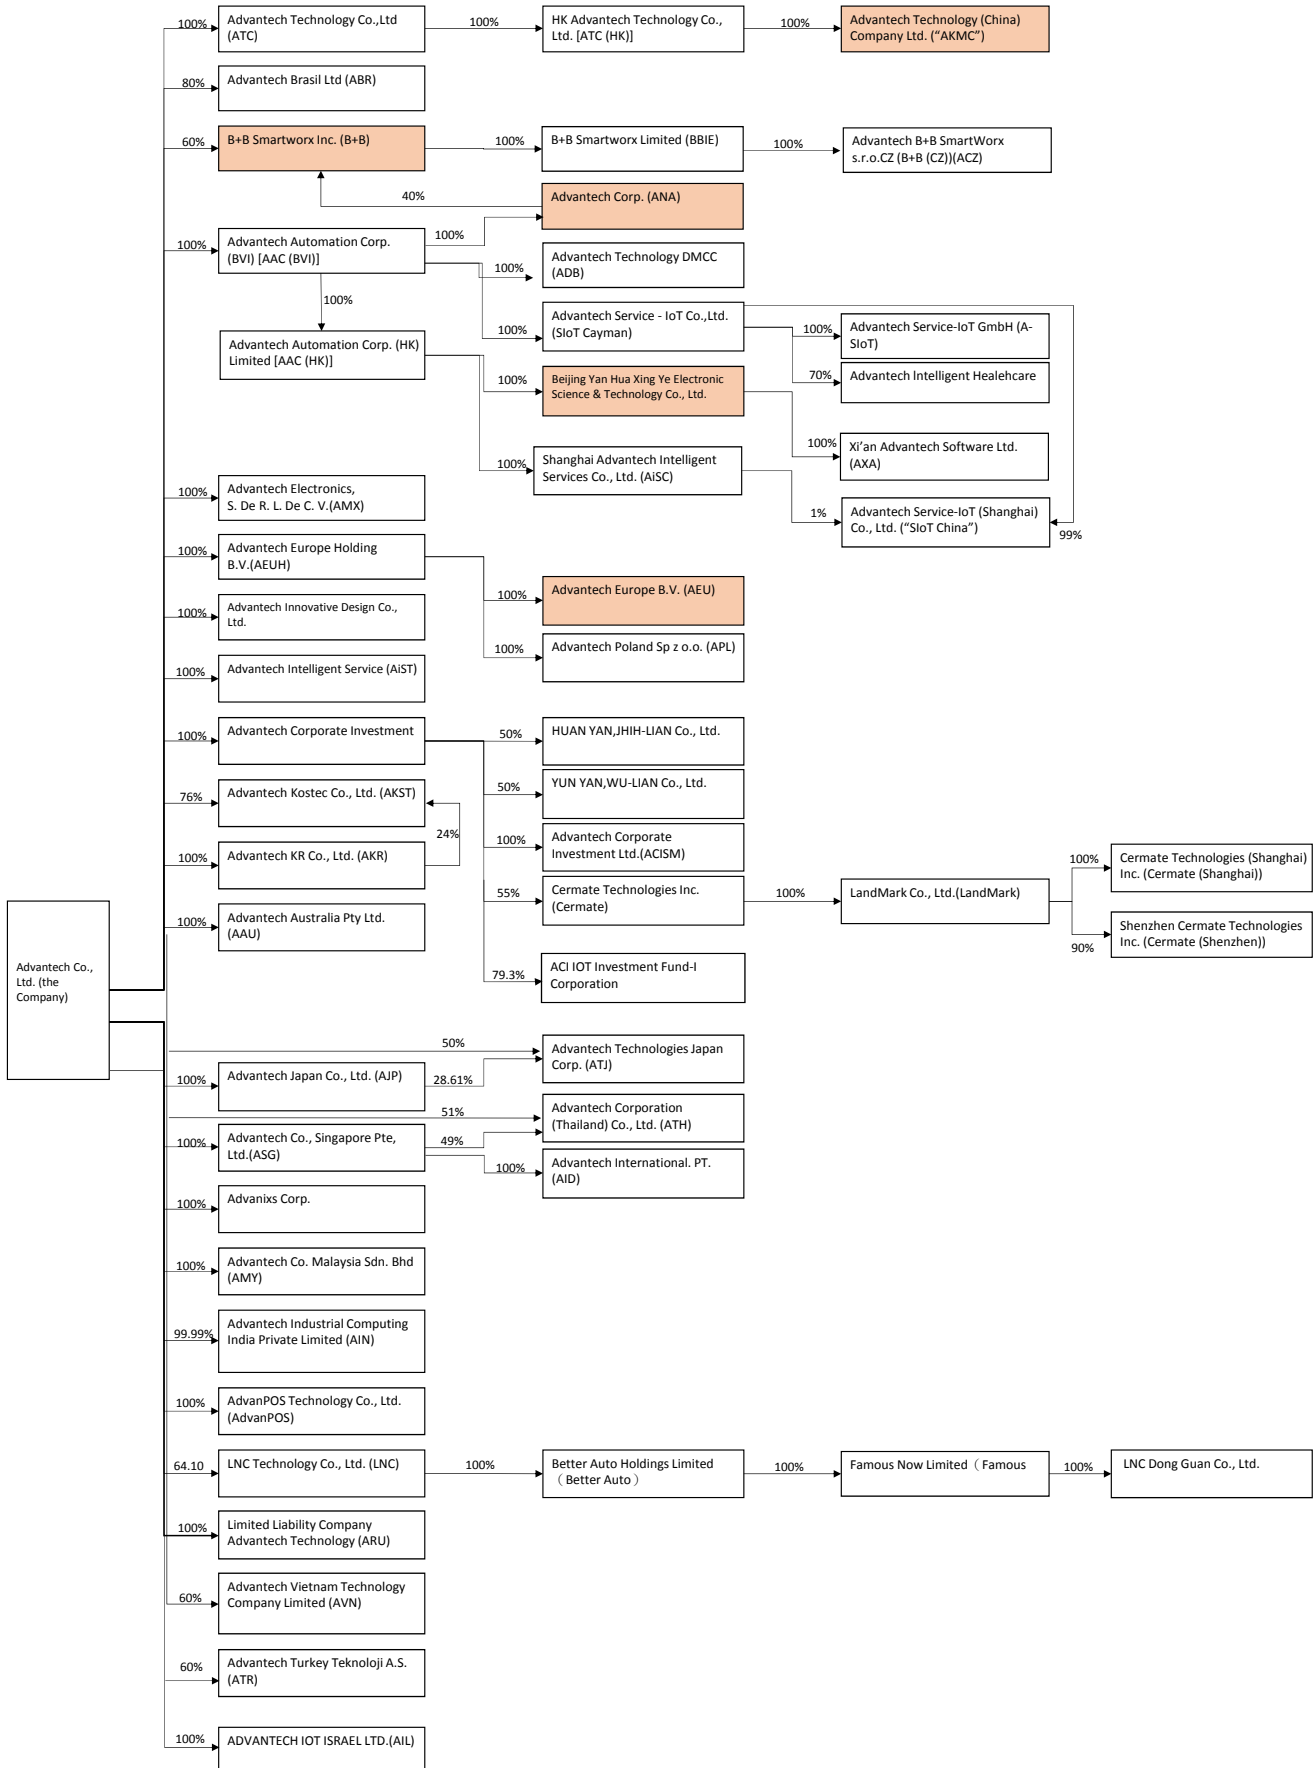 100%
Advantech Technology Co.,Ltd
(ATC)
100%
HK Advantech Technology Co.,
Ltd. [ATC (HK)]
100%
Advantech Technology (China)
Company Ltd. (“AKMC”)
80%
Advantech Brasil Ltd (ABR)
60%
B+B Smartworx Inc. (B+B)
100%
B+B Smartworx Limited (BBIE)
100%
Advantech B+B SmartWorx
s.r.o.CZ (B+B (CZ))(ACZ)
40%
Advantech Corp. (ANA)
100%
Advantech Automation Corp.
(BVI) [AAC (BVI)]
100%
100%
Advantech Technology DMCC
(ADB)
100%
100%
Advantech Service - IoT Co.,Ltd.
(SIoT Cayman)
100%
Advantech Service-IoT GmbH (A-
SIoT)
Advantech Automation Corp. (HK)
Limited [AAC (HK)]
70%
Advantech Intelligent Healehcare
100%
Beijing Yan Hua Xing Ye Electronic
Science & Technology Co., Ltd.
100%
Xi’an Advantech Software Ltd.
(AXA)
100%
Shanghai Advantech Intelligent
Services Co., Ltd. (AiSC)
1%
Advantech Service-IoT (Shanghai)
Co., Ltd. (“SIoT China”)
99%
100%
Advantech Electronics,
S. De R. L. De C. V.(AMX)
100%
Advantech Europe Holding
B.V.(AEUH)
100%
Advantech Europe B.V. (AEU)
100%
Advantech Innovative Design Co.,
Ltd.
100%
Advantech Poland Sp z o.o. (APL)
100%
Advantech Intelligent Service (AiST)
100%
Advantech Corporate Investment
50%
HUAN YAN,JHIH-LIAN Co., Ltd.
76%
Advantech Kostec Co., Ltd. (AKST)
50%
YUN YAN,WU-LIAN Co., Ltd.
24%
100%
Advantech KR Co., Ltd. (AKR)
100%
Advantech Corporate
Investment Ltd.(ACISM)
55%
Cermate Technologies Inc.
(Cermate)
100%
LandMark Co., Ltd.(LandMark)
100%
Cermate Technologies (Shanghai)
Inc. (Cermate (Shanghai))
90%
Shenzhen Cermate Technologies
Inc. (Cermate (Shenzhen))
100%
Advantech Australia Pty Ltd.
(AAU)
79.3%
ACI IOT Investment Fund-I
Corporation
Advantech Co.,
Ltd. (the
Company)
50%
Advantech Technologies Japan
Corp. (ATJ)
100%
Advantech Japan Co., Ltd. (AJP)
28.61%
51%
Advantech Corporation
(Thailand) Co., Ltd. (ATH)
100%
Advantech Co., Singapore Pte,
Ltd.(ASG)
49%
100%
Advantech International. PT.
(AID)
100%
Advanixs Corp.
100%
Advantech Co. Malaysia Sdn. Bhd
(AMY)
99.99%
Advantech Industrial Computing
India Private Limited (AIN)
100%
AdvanPOS Technology Co., Ltd.
(AdvanPOS)
64.10
LNC Technology Co., Ltd. (LNC)
100%
Better Auto Holdings Limited
（Better Auto）
100%
Famous Now Limited（Famous
100%
LNC Dong Guan Co., Ltd.
100%
Limited Liability Company
Advantech Technology (ARU)
60%
Advantech Vietnam Technology
Company Limited (AVN)
60%
Advantech Turkey Teknoloji A.S.
(ATR)
100%
ADVANTECH IOT ISRAEL LTD.(AIL)